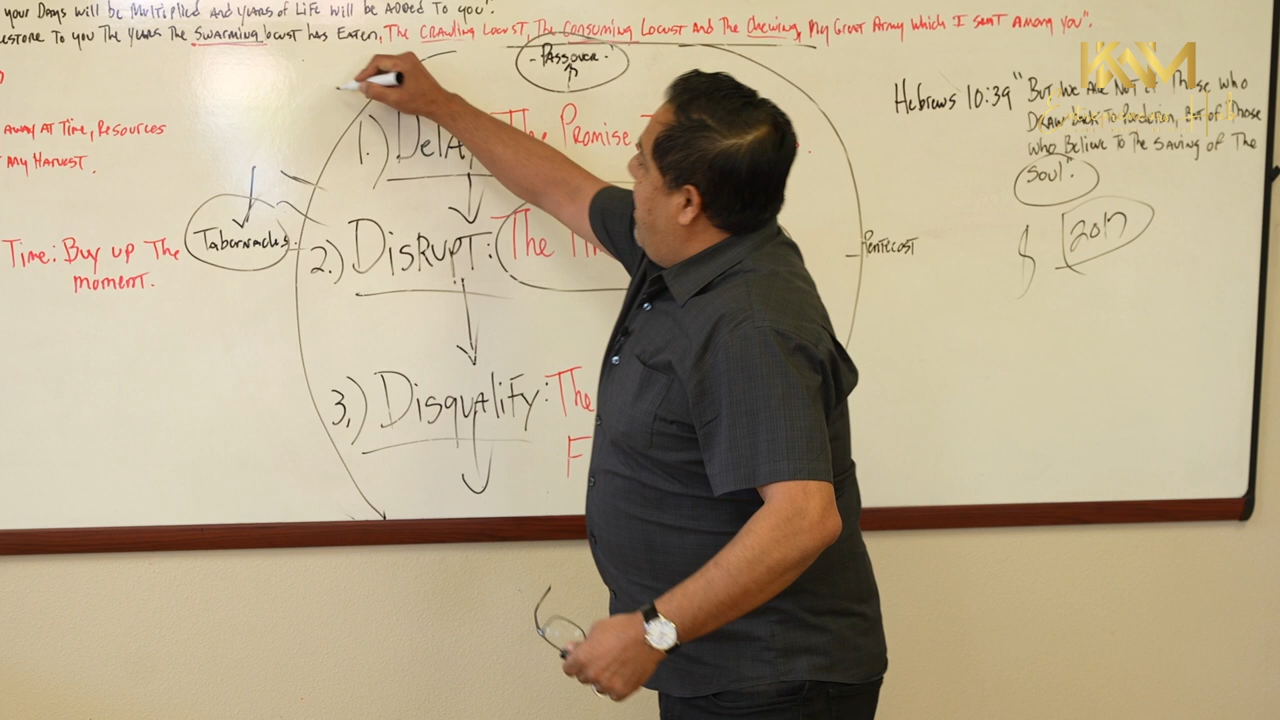 your Days will be Multiplied and years of Life will be ADDED TO you".
ESTORE To you The years The Swarming locust has Eaten, The CRAWLING Locust, The Consuming Locust and The Chewing, My Great Army which I sent Among you".
- Passover -
KNM
Hebrews 10:39 "But we Are Not of Those who
DRAW back To Perdition, But of Those
who Believe To The SAVING of The
Soul".
AWAY AT Time, Resources
MY HARVEST.
1.) Delay The Promise
Tabernacles
2.) DISRUPT: The
Pentecost
2017
Time: Buy up The
moment.
3.) Disqualify: The
F